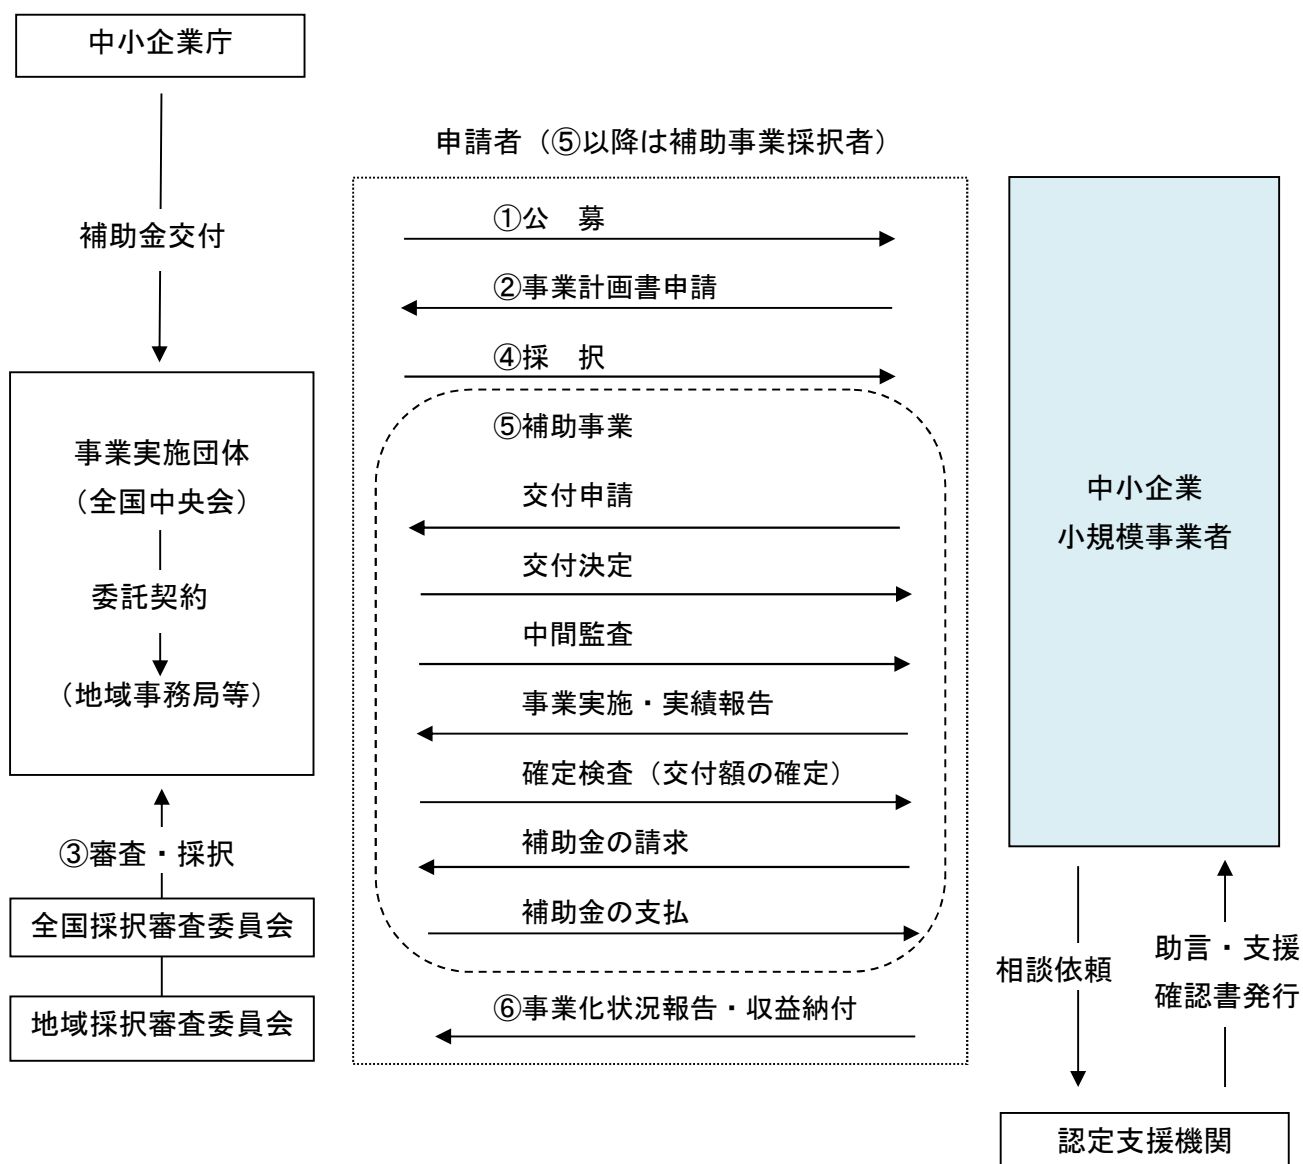 中小企業庁
補助金交付
事業実施団体
（全国中央会）
委託契約
（地域事務局等）
③審査・採択
全国採択審査委員会
地域採択審査委員会
申請者（⑤以降は補助事業採択者）
①公　募
②事業計画書申請
④採　択
⑤補助事業
交付申請
交付決定
中間監査
事業実施・実績報告
確定検査（交付額の確定）
補助金の請求
補助金の支払
⑥事業化状況報告・収益納付
中小企業
小規模事業者
相談依頼
助言・支援
確認書発行
認定支援機関